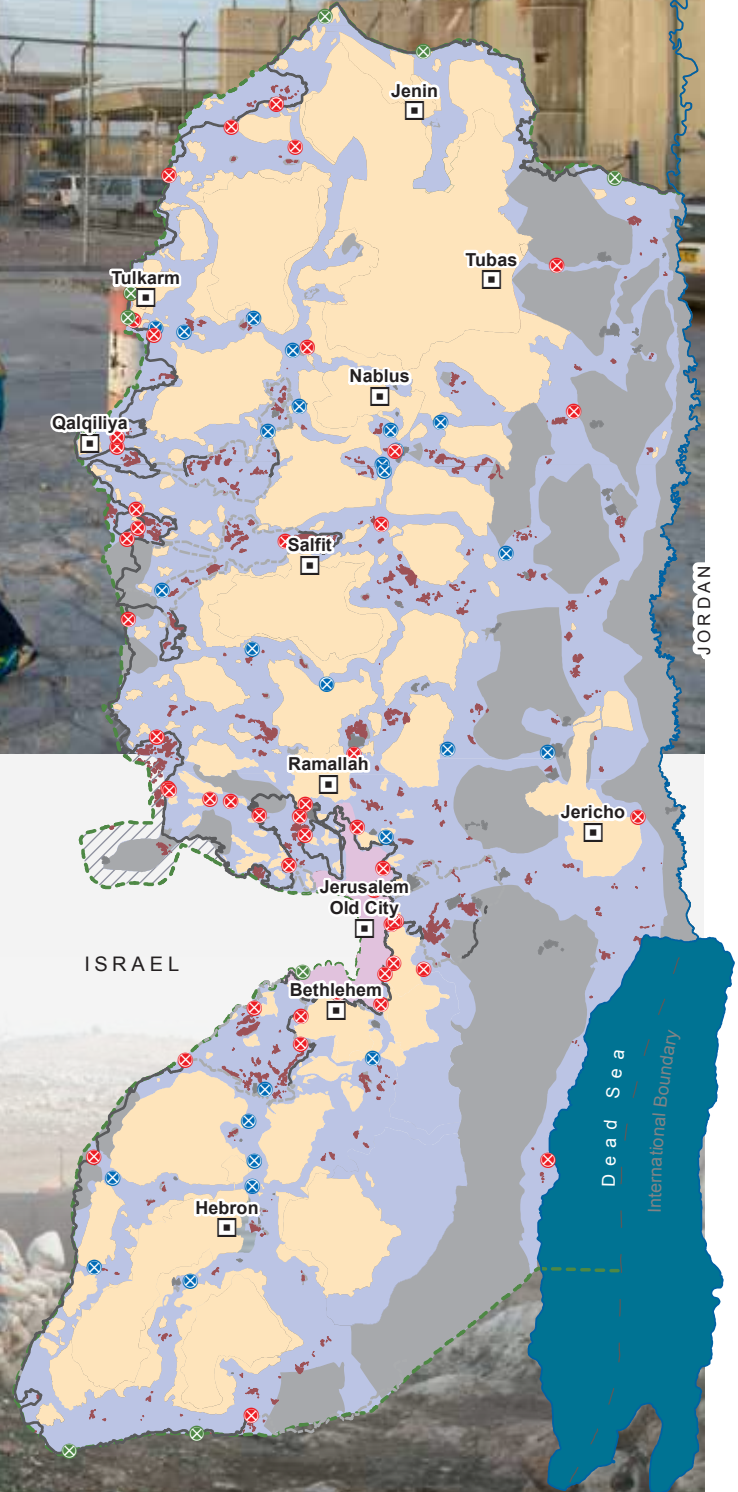 Jenin
Tubas
Tulkarm
Nablus
Qalqiliya
Salfit
JORDAN
Ramallah
Jericho
Jerusalem
Old City
ISRAEL
Bethlehem
Dead Sea
International Boundary
Hebron